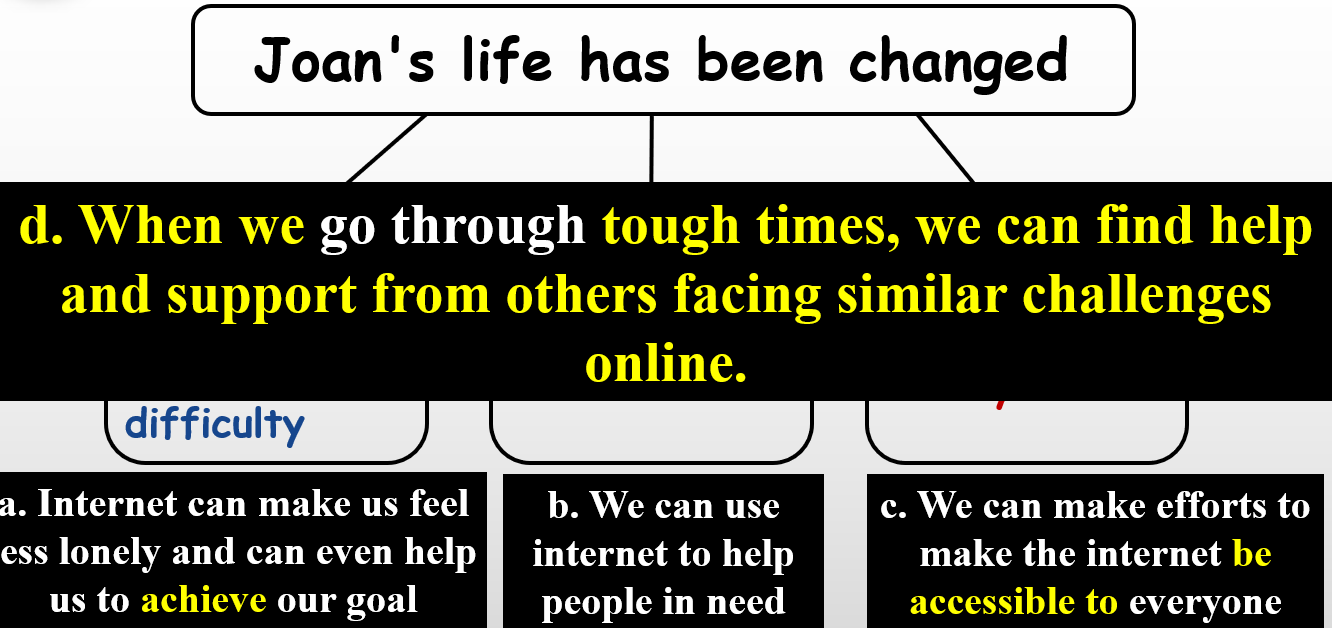 Joan's life has been changed
d. When we go through tough times, we can find help
and support from others facing similar challenges
online.
difficulty
a. Internet can make us feel
ess lonely and can even help
us to achieve our goal
b. We can use
internet to help
people in need
c. We can make efforts to
make the internet be
accessible to everyone